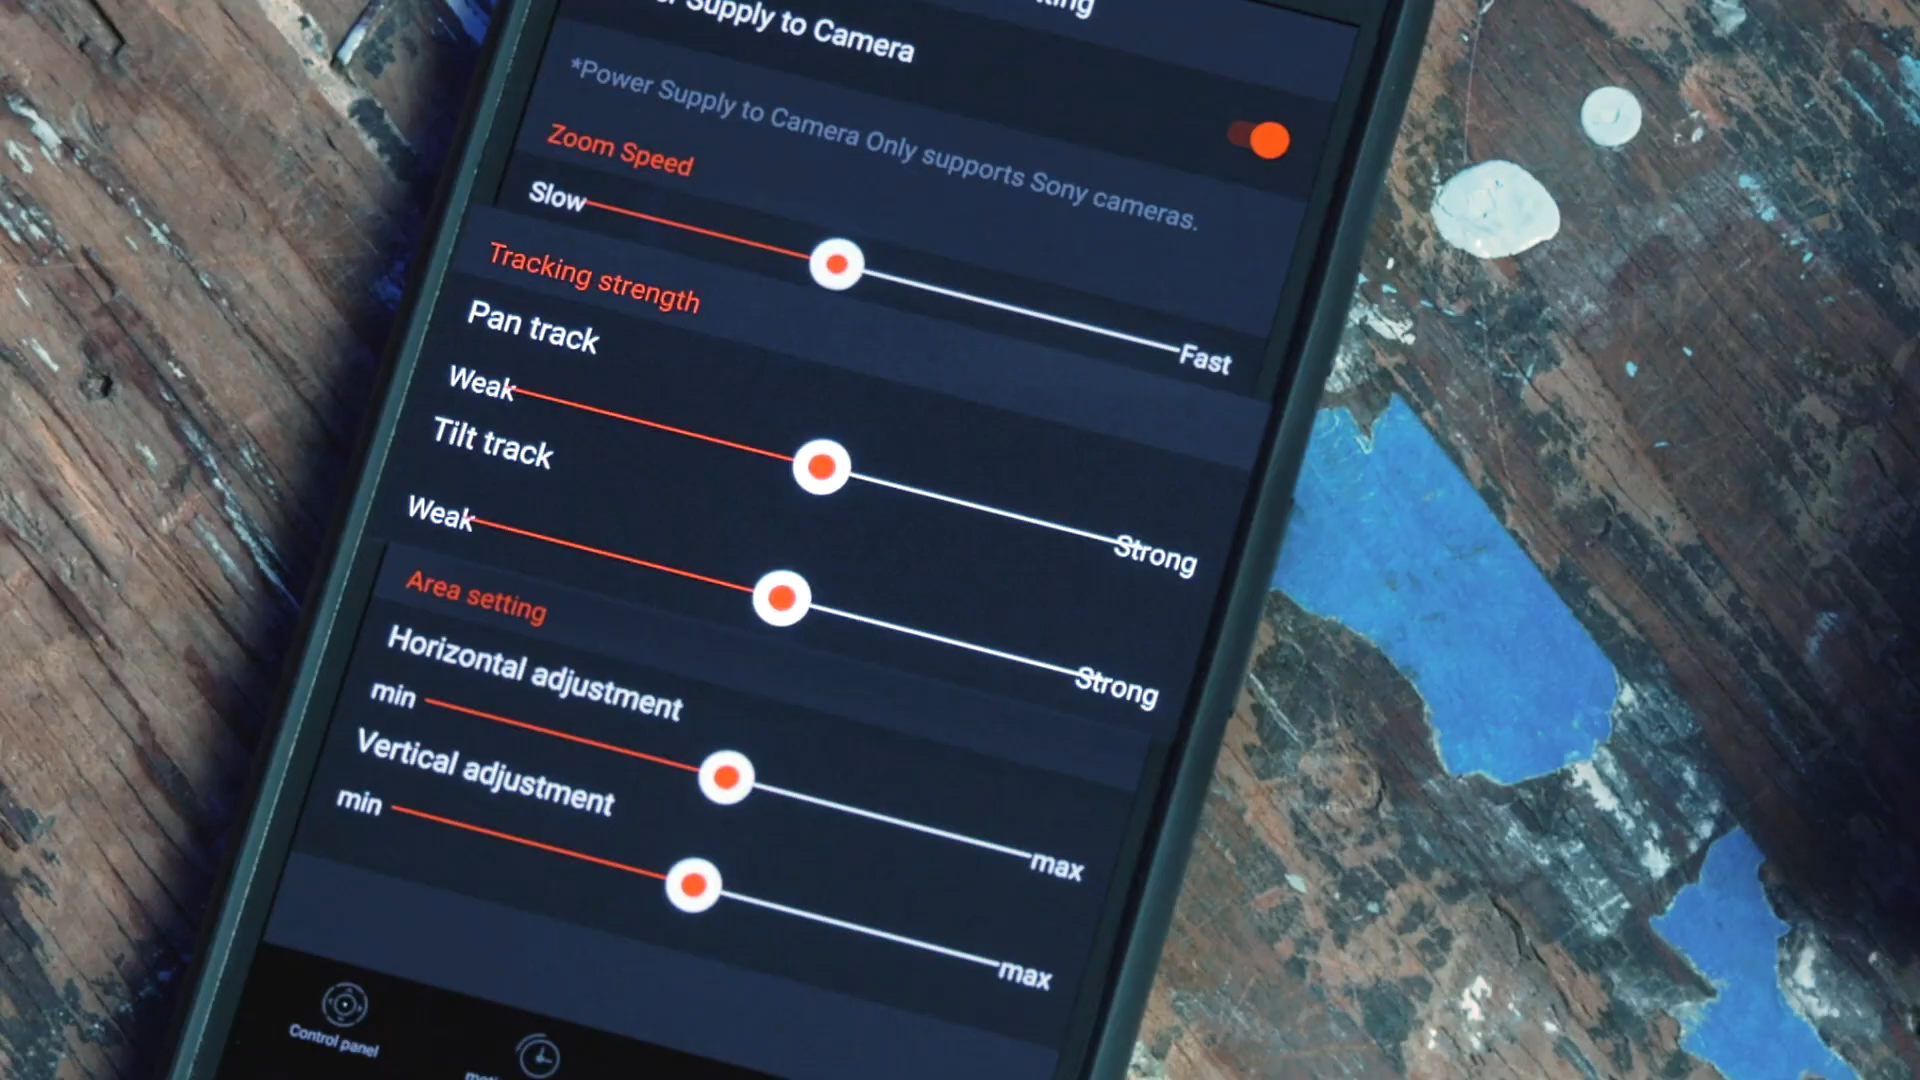 Supply to Camera
*Power Supply to Camera Only supports Sony cameras.
Zoom Speed
Slow
Fast
Tracking strength
Pan track
Weak
Strong
Tilt track
Weak
Strong
Area setting
Horizontal adjustment
min
max
Vertical adjustment
min
max
Control panel